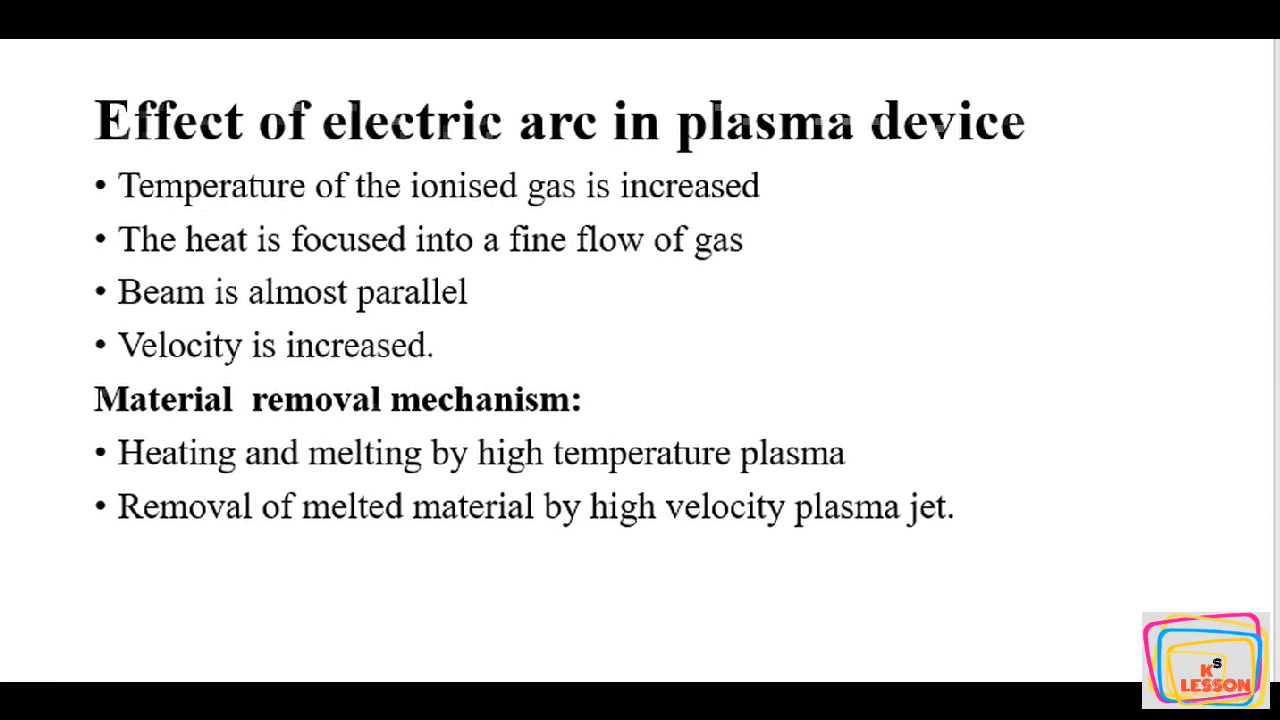 Effect of electric arc in plasma device
• Temperature of the ionised gas is increased
• The heat is focused into a fine flow of gas
• Beam is almost parallel
• Velocity is increased.
Material removal mechanism:
• Heating and melting by high temperature plasma
• Removal of melted material by high velocity plasma jet.
KS
LESSON